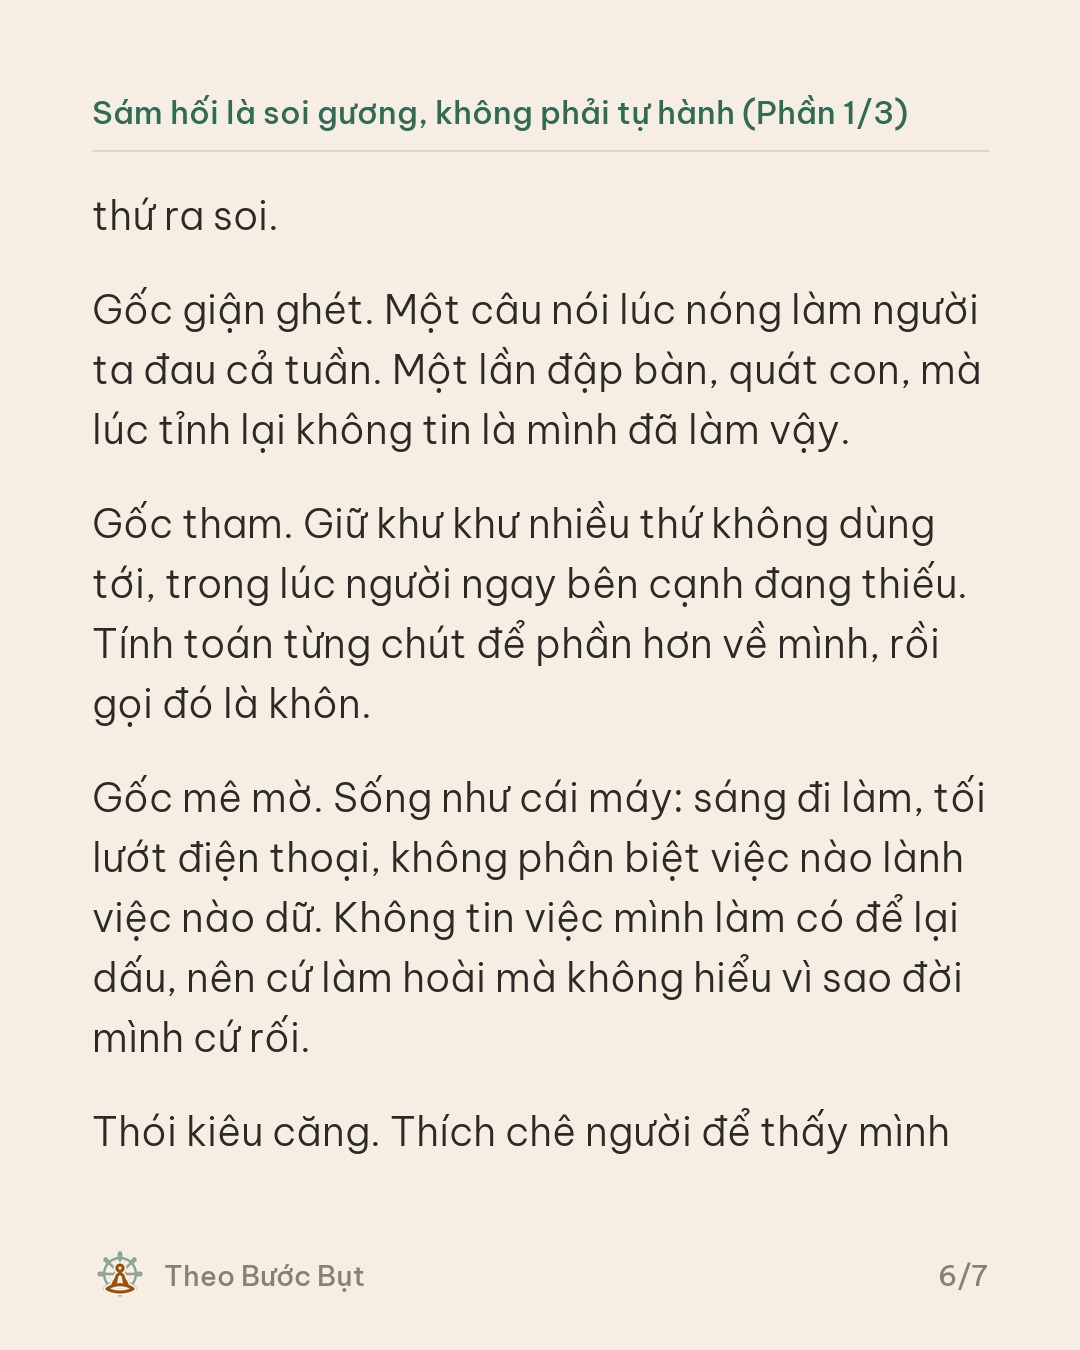 Sám hối là soi gương, không phải tự hành (Phần 1/3)
thứ ra soi.
Gốc giận ghét. Một câu nói lúc nóng làm người
ta đau cả tuần. Một lần đập bàn, quát con, mà
lúc tỉnh lại không tin là mình đã làm vậy.
Gốc tham. Giữ khư khư nhiều thứ không dùng
tới, trong lúc người ngay bên cạnh đang thiếu.
Tính toán từng chút để phần hơn về mình, rồi
gọi đó là khôn.
Gốc mê mờ. Sống như cái máy: sáng đi làm, tối
lướt điện thoại, không phân biệt việc nào lành
việc nào dữ. Không tin việc mình làm có để lại
dấu, nên cứ làm hoài mà không hiểu vì sao đời
mình cứ rối.
Thói kiêu căng. Thích chê người để thấy mình
Theo Bước Bụt
6/7